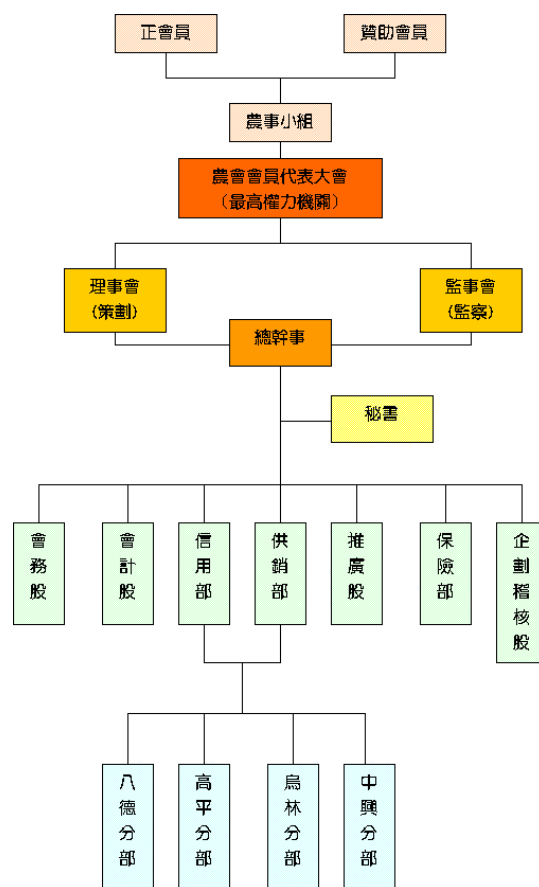 正會員
贊助會員
農事小組
農會會員代表大會
(最高權力機關)
理事會
(策劃)
監事會
(監察)
總幹事
秘書
會務股
會計股
信用部
供銷部
推廣股
保險部
企劃稽核股
八德分部
高平分部
烏林分部
中興分部